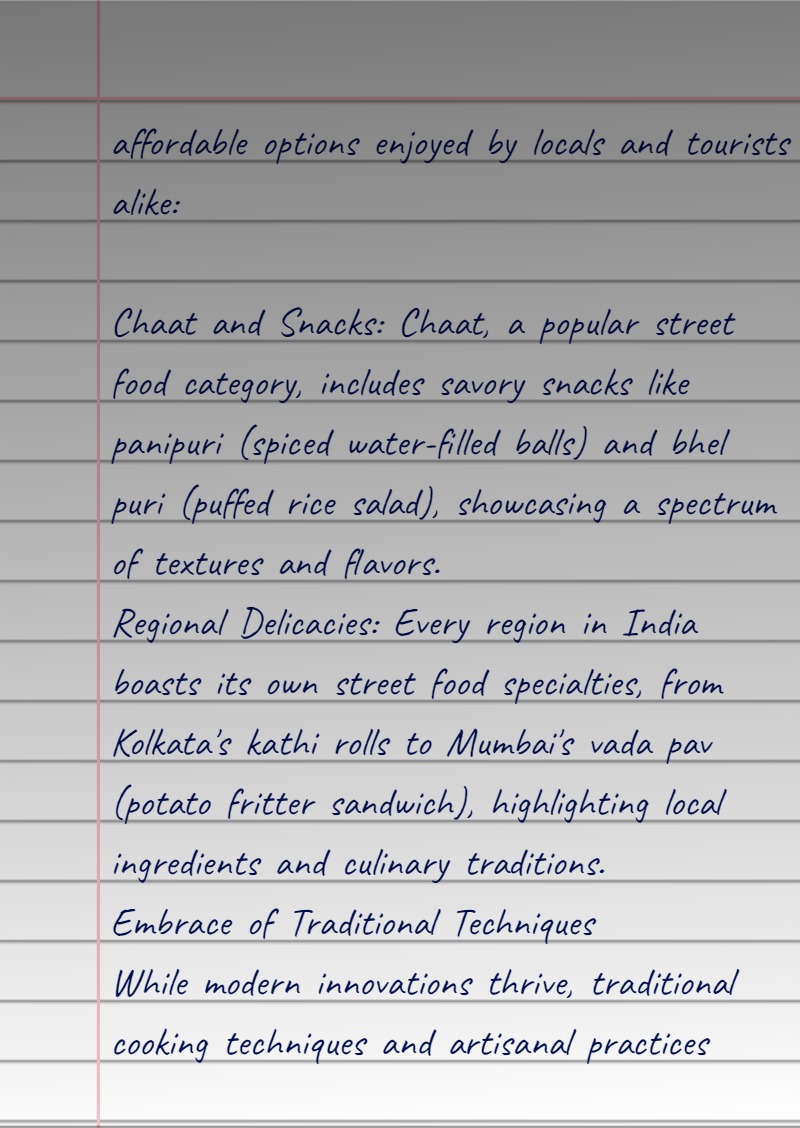 affordable options enjoyed by locals and tourists
alike:
Chaat and Snacks: Chaat, a popular street
food category, includes savory snacks like
panipuri (spiced water-filled balls) and bhel
puri (puffed rice salad), showcasing a spectrum
of textures and flavors.
Regional Delicacies: Every region in India
boasts its own street food specialties, from
Kolkata's kathi rolls to Mumbai's vada pav
(potato fritter sandwich), highlighting local
ingredients and culinary traditions.
Embrace of Traditional Techniques
While modern innovations thrive, traditional
cooking techniques and artisanal practices